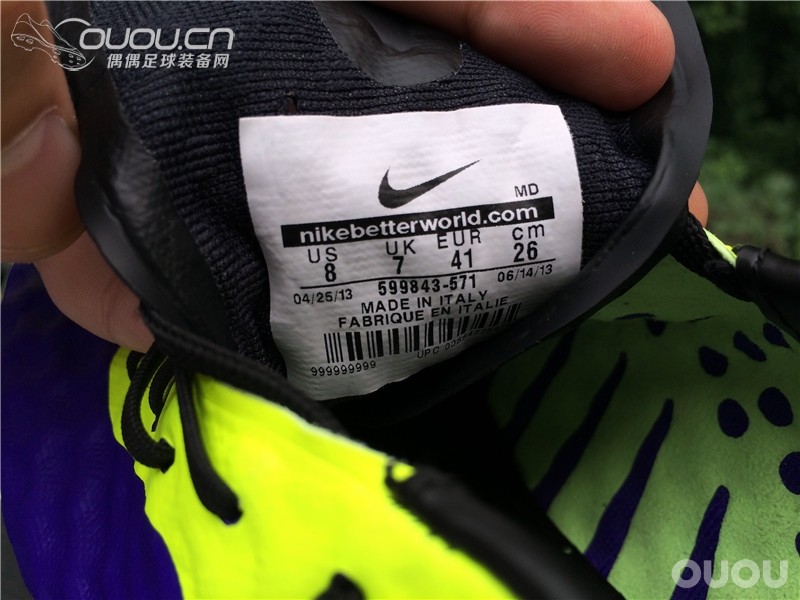 OUOU.CN
偶偶足球装备网
MD
nikebetterworld.com
US UK EUR cm
8 7 41 26
04/25/13 599843-571 06/14/13
MADE IN ITALY
FABRIQUE EN ITALIE
999999999 UPC
OUOU